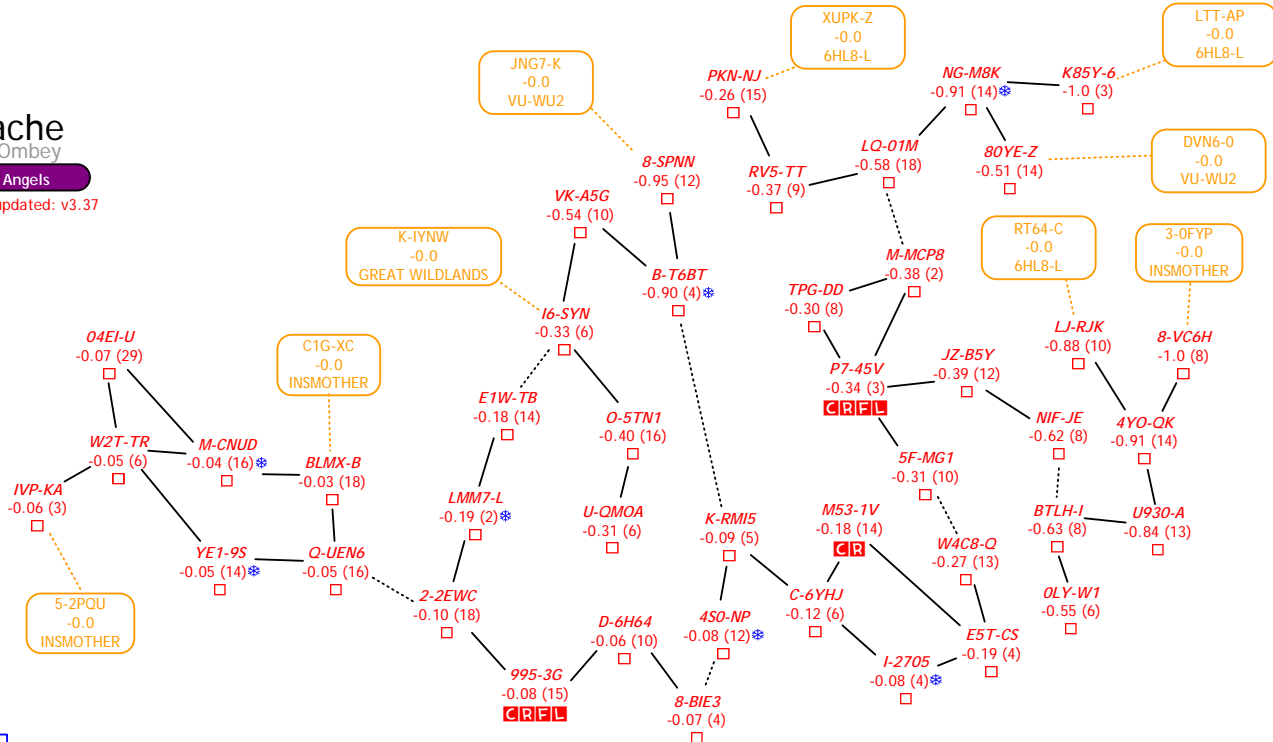 XUPK-Z
-0.0
6HL8-L
LTT-AP
-0.0
6HL8-L
JNG7-K
-0.0
VU-WU2
PKN-NJ
-0.26 (15)
NG-M8K
-0.91 (14)
K85Y-6
-1.0 (3)
ache
Ombey
Angels
updated: v3.37
8-SPNN
-0.95 (12)
LQ-01M
-0.58 (18)
80YE-Z
-0.51 (14)
DVN6-0
-0.0
VU-WU2
RV5-TT
-0.37 (9)
VK-A5G
-0.54 (10)
K-IYNW
-0.0
GREAT WILDLANDS
RT64-C
-0.0
6HL8-L
3-0FYP
-0.0
INSMOTHER
B-T6BT
-0.90 (4)
M-MCP8
-0.38 (2)
TPG-DD
-0.30 (8)
I6-SYN
-0.33 (6)
LJ-RJK
-0.88 (10)
8-VC6H
-1.0 (8)
04EI-U
-0.07 (29)
C1G-XC
-0.0
INSMOTHER
P7-45V
-0.34 (3)
C R F L
JZ-B5Y
-0.39 (12)
E1W-TB
-0.18 (14)
O-5TN1
-0.40 (16)
NIF-JE
-0.62 (8)
4YO-QK
-0.91 (14)
W2T-TR
-0.05 (6)
M-CNUD
-0.04 (16)
BLMX-B
-0.03 (18)
5F-MG1
-0.31 (10)
IVP-KA
-0.06 (3)
LMM7-L
-0.19 (2)
U-QMOA
-0.31 (6)
K-RMI5
-0.09 (5)
M53-1V
-0.18 (14)
C R
BTLH-I
-0.63 (8)
U930-A
-0.84 (13)
YE1-9S
-0.05 (14)
Q-UEN6
-0.05 (16)
W4C8-Q
-0.27 (13)
5-2PQU
-0.0
INSMOTHER
2-2EWC
-0.10 (18)
D-6H64
-0.06 (10)
4S0-NP
-0.08 (12)
C-6YHJ
-0.12 (6)
0LY-W1
-0.55 (6)
E5T-CS
-0.19 (4)
995-3G
-0.08 (15)
C R F L
I-2705
-0.08 (4)
8-BIE3
-0.07 (4)